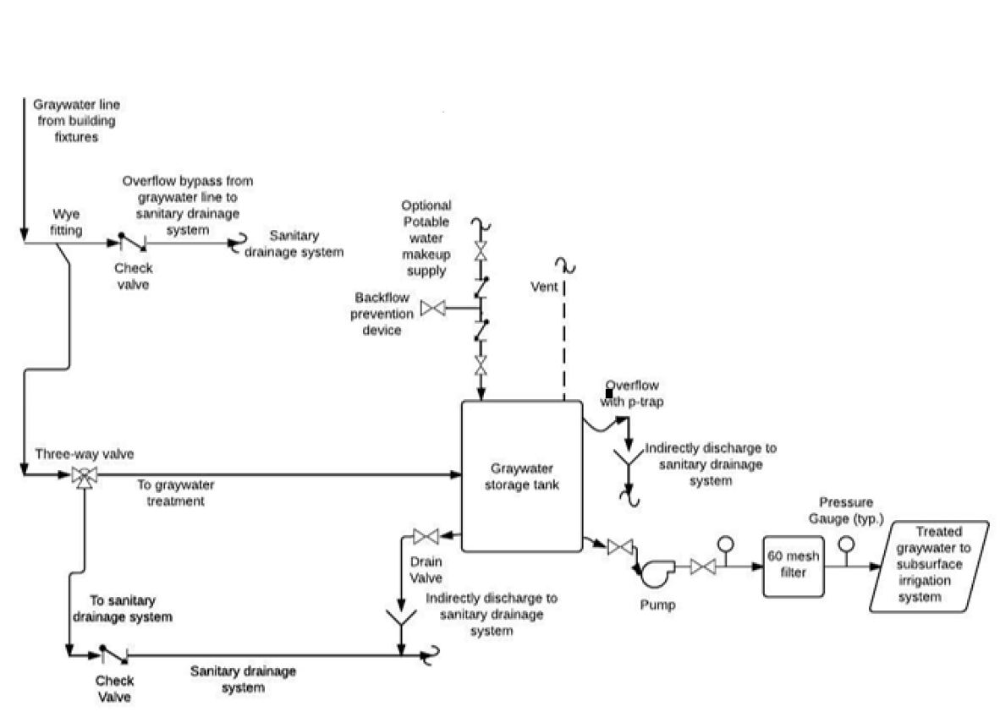 Graywater line
from building
fixtures
Overflow bypass from
graywater line to
sanitary drainage
system
Wye
fitting
Sanitary
drainage system
Check
valve
Optional
Potable
water
makeup
supply
Vent
Backflow
prevention
device
Overflow
with p-trap
Three-way valve
To graywater
treatment
Graywater
storage tank
Indirectly discharge to
sanitary drainage
system
Pressure
Gauge (typ.)
Treated
graywater to
subsurface
irrigation
system
60 mesh
filter
Drain
Valve
Pump
To sanitary
drainage system
Indirectly discharge to
sanitary drainage
system
Sanitary drainage
system
Check
Valve